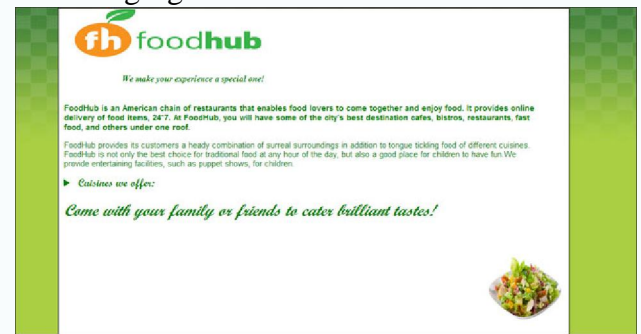 fh foodhub
We make your experience a special one!
FoodHub is an American chain of restaurants that enables food lovers to come together and enjoy food. It provides online
delivery of food items, 24*7. At FoodHub, you will have some of the city's best destination cafes, bistros, restaurants, fast
food, and others under one roof.
FoodHub provides its customers a heady combination of surreal surroundings in addition to tongue tickling food of different cuisines.
FoodHub is not only the best choice for traditional food at any hour of the day, but also a good place for children to have fun.We
provide entertaining facilities, such as puppet shows, for children.
Cuisines we offer:
Come with your family or friends to cater brilliant tastes!